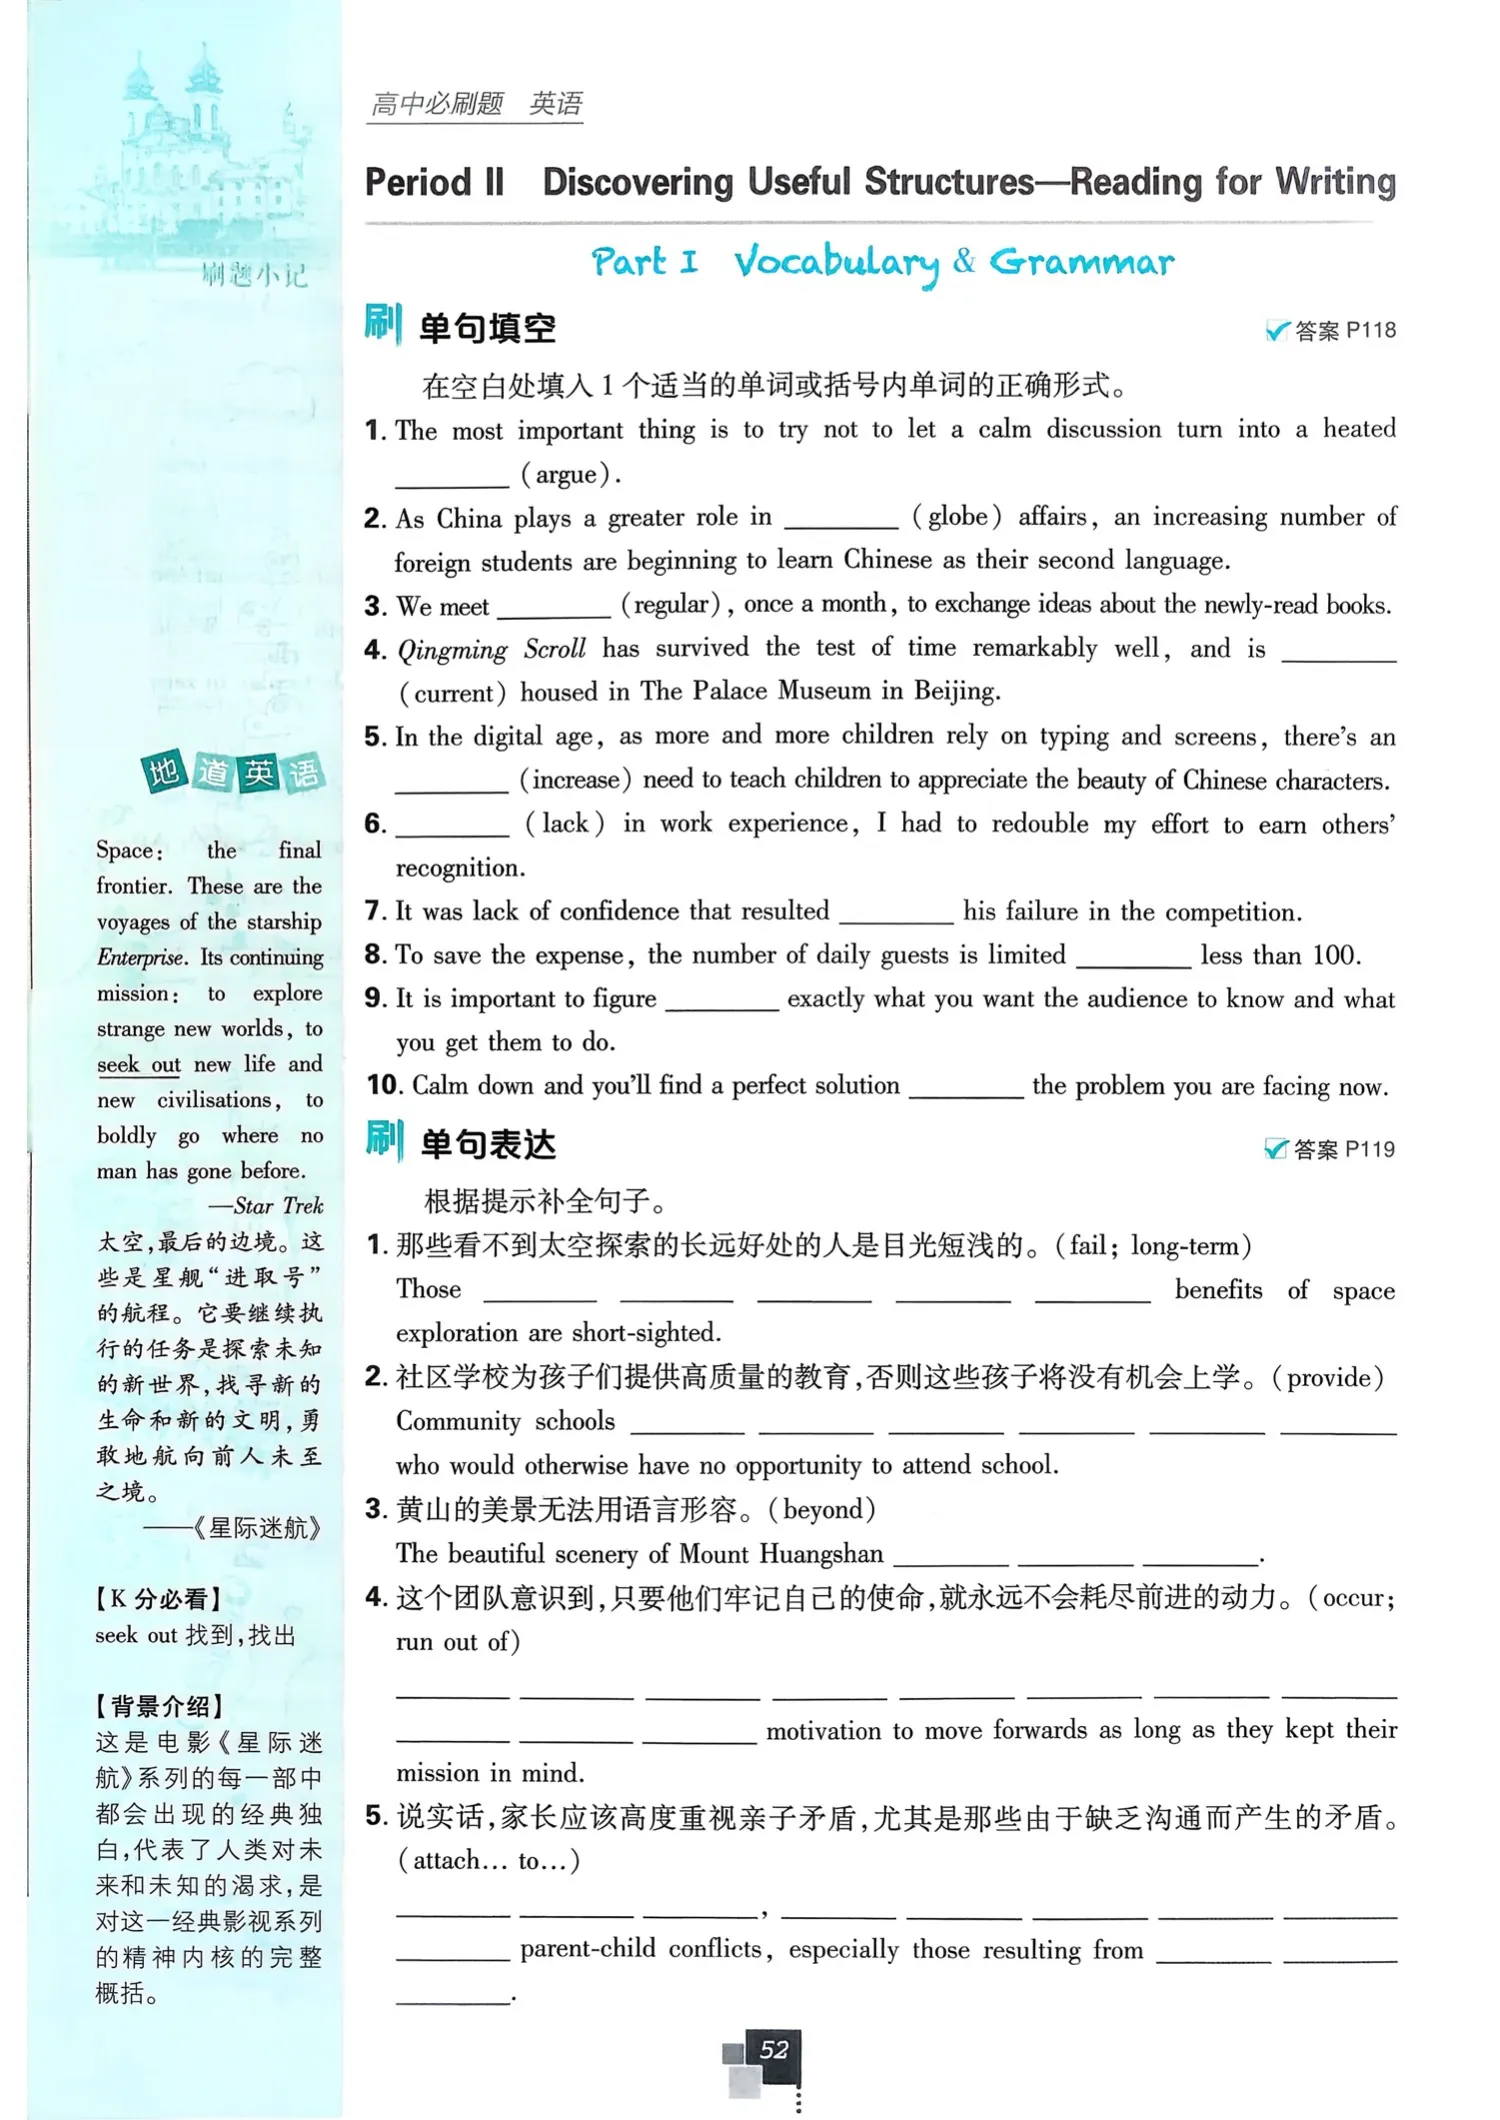 高中必刷题 英语
Period II Discovering Useful Structures—Reading for Writing
Part I Vocabulary & Grammar
刷 单句填空
答案 P118
在空白处填入 1 个适当的单词或括号内单词的正确形式。
1. The most important thing is to try not to let a calm discussion turn into a heated
________ (argue).
2. As China plays a greater role in ________ (globe) affairs, an increasing number of
foreign students are beginning to learn Chinese as their second language.
3. We meet ________ (regular), once a month, to exchange ideas about the newly-read books.
4. Qingming Scroll has survived the test of time remarkably well, and is ________
(current) housed in The Palace Museum in Beijing.
5. In the digital age, as more and more children rely on typing and screens, there's an
________ (increase) need to teach children to appreciate the beauty of Chinese characters.
6. ________ (lack) in work experience, I had to redouble my effort to earn others'
recognition.
7. It was lack of confidence that resulted ________ his failure in the competition.
8. To save the expense, the number of daily guests is limited ________ less than 100.
9. It is important to figure ________ exactly what you want the audience to know and what
you get them to do.
10. Calm down and you'll find a perfect solution ________ the problem you are facing now.
刷 单句表达
答案 P119
根据提示补全句子。
1. 那些看不到太空探索的长远好处的人是目光短浅的。(fail; long-term)
Those ________ ________ ________ ________ ________ benefits of space
exploration are short-sighted.
2. 社区学校为孩子们提供高质量的教育,否则这些孩子将没有机会上学。(provide)
Community schools ________ ________ ________ ________ ________ ________
who would otherwise have no opportunity to attend school.
3. 黄山的美景无法用语言形容。(beyond)
The beautiful scenery of Mount Huangshan ________ ________ ________.
4. 这个团队意识到,只要他们牢记自己的使命,就永远不会耗尽前进的动力。(occur;
run out of)
________ ________ ________ ________ ________ ________ ________ ________
________ ________ ________ motivation to move forwards as long as they kept their
mission in mind.
5. 说实话,家长应该高度重视亲子矛盾,尤其是那些由于缺乏沟通而产生的矛盾。
(attach... to...)
________ ________ ________, ________ ________ ________ ________ ________
________ parent-child conflicts, especially those resulting from ________ ________
________.
52
刷题小记
地道英语
Space: the final
frontier. These are the
voyages of the starship
Enterprise. Its continuing
mission: to explore
strange new worlds, to
seek out new life and
new civilisations, to
boldly go where no
man has gone before.
—Star Trek
太空,最后的边境。这
些是星舰“进取号”
的航程。它要继续执
行的任务是探索未知
的新世界,找寻新的
生命和新的文明,勇
敢地航向前人未至
之境。
——《星际迷航》
【K 分必看】
seek out 找到,找出
【背景介绍】
这是电影《星际迷
航》系列的每一部中
都会出现的经典独
白,代表了人类对未
来和未知的渴求,是
对这一经典影视系列
的精神内核的完整
概括。